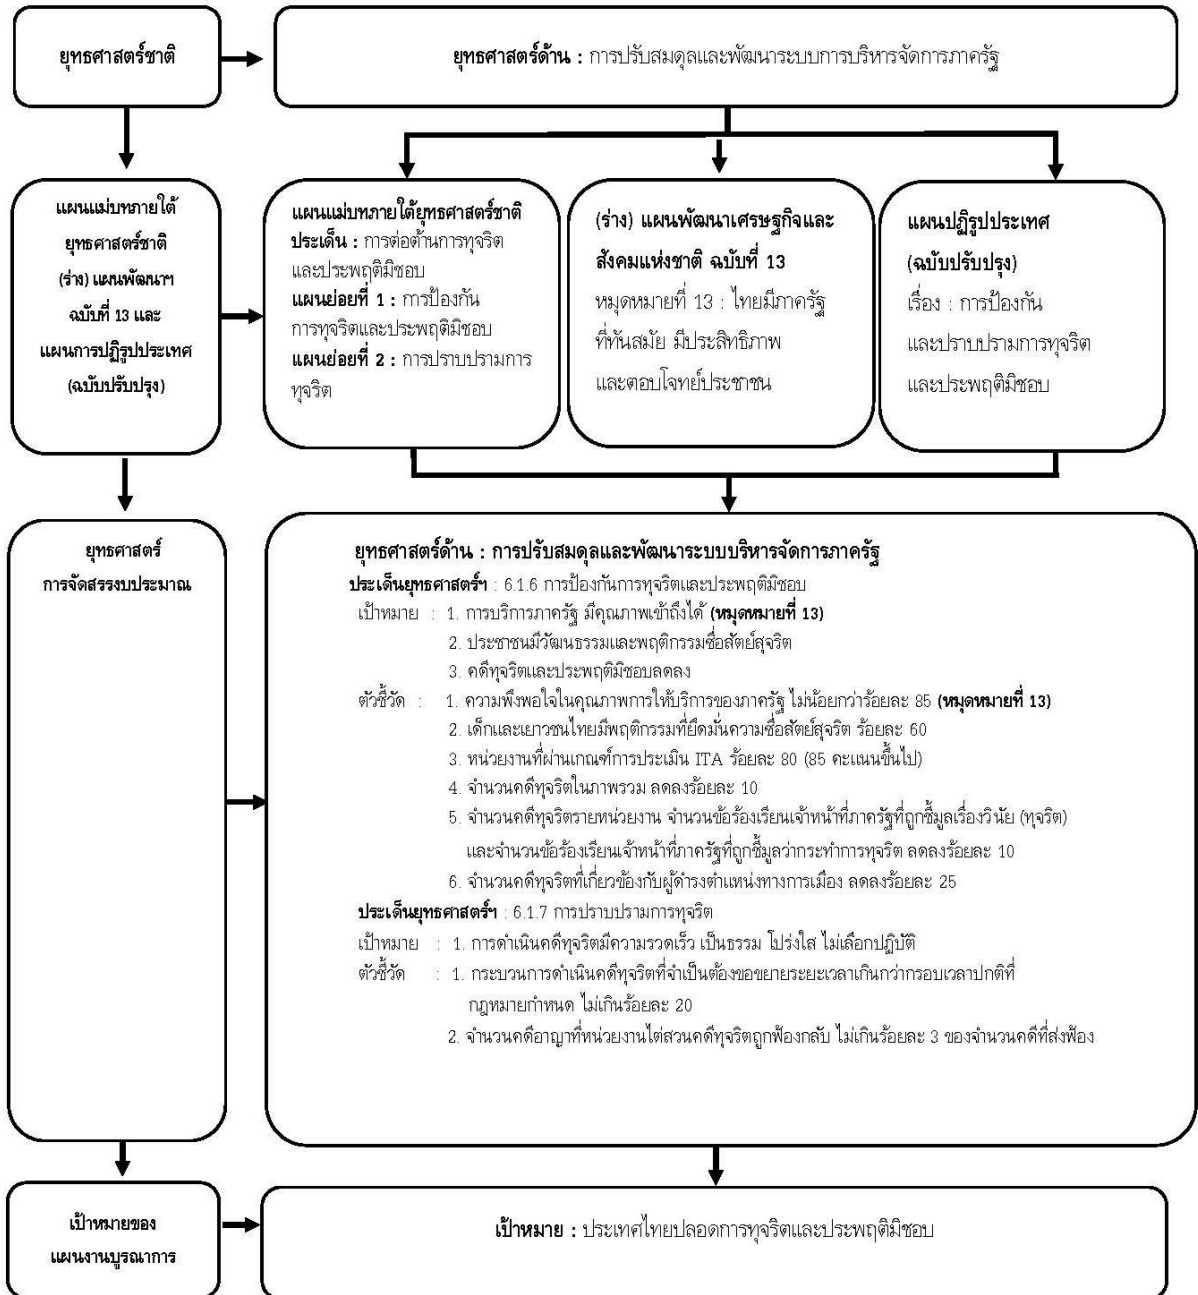 ยุทธศาสตร์ชาติ
ยุทธศาสตร์ด้าน : การปรับสมดุลและพัฒนาระบบการบริหารจัดการภาครัฐ
แผนแม่บทภายใต้
ยุทธศาสตร์ชาติ
(ร่าง) แผนพัฒนาฯ
ฉบับที่ 13 และ
แผนการปฏิรูปประเทศ
(ฉบับปรับปรุง)
แผนแม่บทภายใต้ยุทธศาสตร์ชาติ
ประเด็น : การต่อต้านการทุจริต
และประพฤติมิชอบ
แผนย่อยที่ 1 : การป้องกัน
การทุจริตและประพฤติมิชอบ
แผนย่อยที่ 2 : การปราบปรามการ
ทุจริต
(ร่าง) แผนพัฒนาเศรษฐกิจและ
สังคมแห่งชาติ ฉบับที่ 13
หมุดหมายที่ 13 : ไทยมีภาครัฐ
ที่ทันสมัย มีประสิทธิภาพ
และตอบโจทย์ประชาชน
แผนปฏิรูปประเทศ
(ฉบับปรับปรุง)
เรื่อง : การป้องกัน
และปราบปรามการทุจริต
และประพฤติมิชอบ
ยุทธศาสตร์
การจัดสรรงบประมาณ
ยุทธศาสตร์ด้าน : การปรับสมดุลและพัฒนาระบบบริหารจัดการภาครัฐ
ประเด็นยุทธศาสตร์ฯ : 6.1.6 การป้องกันการทุจริตและประพฤติมิชอบ
เป้าหมาย : 1. การบริการภาครัฐ มีคุณภาพเข้าถึงได้ (หมุดหมายที่ 13)
2. ประชาชนมีวัฒนธรรมและพฤติกรรมซื่อสัตย์สุจริต
3. คดีทุจริตและประพฤติมิชอบลดลง
ตัวชี้วัด : 1. ความพึงพอใจในคุณภาพการให้บริการของภาครัฐ ไม่น้อยกว่าร้อยละ 85 (หมุดหมายที่ 13)
2. เด็กและเยาวชนไทยมีพฤติกรรมที่ยึดมั่นความซื่อสัตย์สุจริต ร้อยละ 60
3. หน่วยงานที่ผ่านเกณฑ์การประเมิน ITA ร้อยละ 80 (85 คะแนนขึ้นไป)
4. จำนวนคดีทุจริตในภาพรวม ลดลงร้อยละ 10
5. จำนวนคดีทุจริตรายหน่วยงาน จำนวนข้อร้องเรียนเจ้าหน้าที่ภาครัฐที่ถูกชี้มูลเรื่องวินัย (ทุจริต)
และจำนวนข้อร้องเรียนเจ้าหน้าที่ภาครัฐที่ถูกชี้มูลว่ากระทำการทุจริต ลดลงร้อยละ 10
6. จำนวนคดีทุจริตที่เกี่ยวข้องกับผู้ดำรงตำแหน่งทางการเมือง ลดลงร้อยละ 25
ประเด็นยุทธศาสตร์ฯ : 6.1.7 การปราบปรามการทุจริต
เป้าหมาย : 1. การดำเนินคดีทุจริตมีความรวดเร็ว เป็นธรรม โปร่งใส ไม่เลือกปฏิบัติ
ตัวชี้วัด : 1. กระบวนการดำเนินคดีทุจริตที่จำเป็นต้องขอขยายระยะเวลาเกินกว่ากรอบเวลาปกติที่
กฎหมายกำหนด ไม่เกินร้อยละ 20
2. จำนวนคดีอาญาที่หน่วยงานไต่สวนคดีทุจริตถูกฟ้องกลับ ไม่เกินร้อยละ 3 ของจำนวนคดีที่ส่งฟ้อง
เป้าหมายของ
แผนงานบูรณาการ
เป้าหมาย : ประเทศไทยปลอดการทุจริตและประพฤติมิชอบ